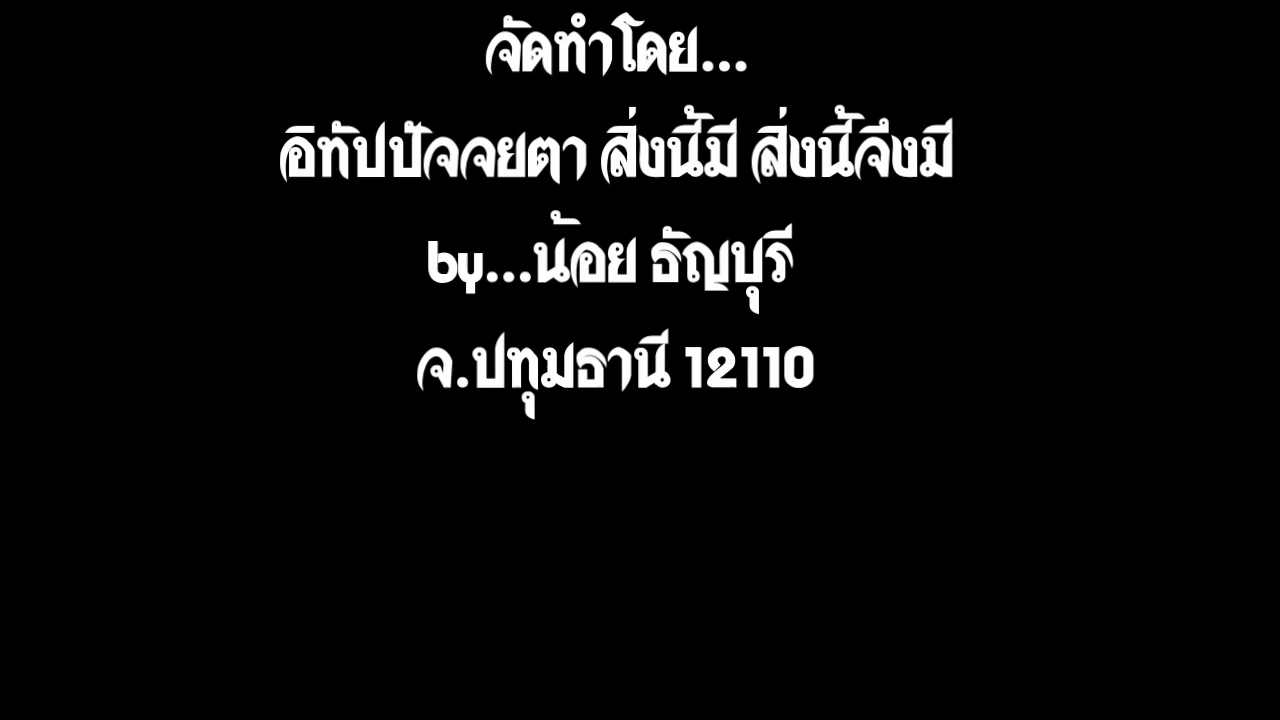 จัดทำโดย...
อิทัปปัจจยตา สิ่งนี้มี สิ่งนี้จึงมี
by...น้อย ธัญบุรี
จ.ปทุมธานี 12110